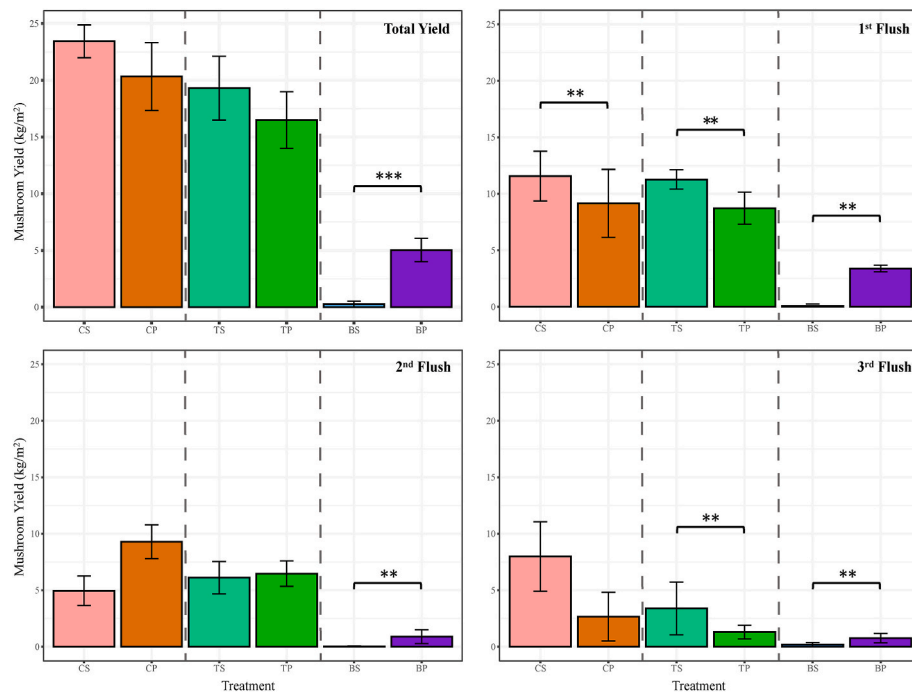 Total Yield
25
20
15
10
5
0
***
CS CP TS TP BS BP
Mushroom Yield (kg/m²)
1st Flush
25
20
15
10
5
0
** ** **
CS CP TS TP BS BP
2nd Flush
25
20
15
10
5
0
**
CS CP TS TP BS BP
Mushroom Yield (kg/m²)
Treatment
3rd Flush
25
20
15
10
5
0
** **
CS CP TS TP BS BP
Treatment